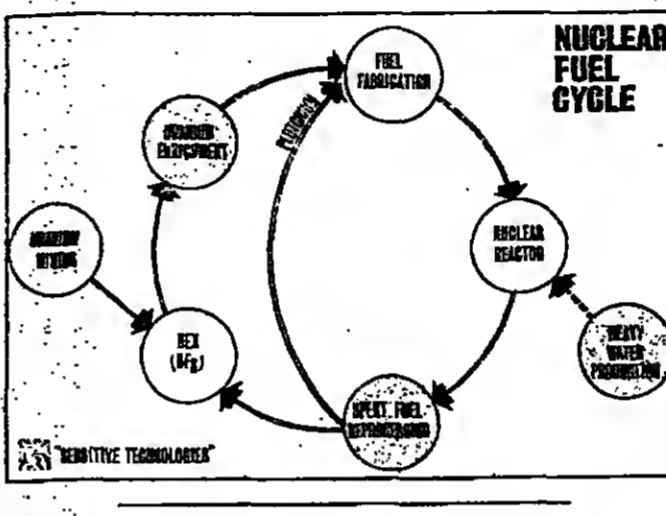 NUCLEAR
FUEL
CYCLE
FUEL
FABRICATION
PLUTONIUM
URANIUM
ENRICHMENT
URANIUM
MINING
NUCLEAR
REACTOR
HEX
(UF6)
HEAVY
WATER
PRODUCTION
SPENT FUEL
REPROCESSING
"SENSITIVE TECHNOLOGIES"